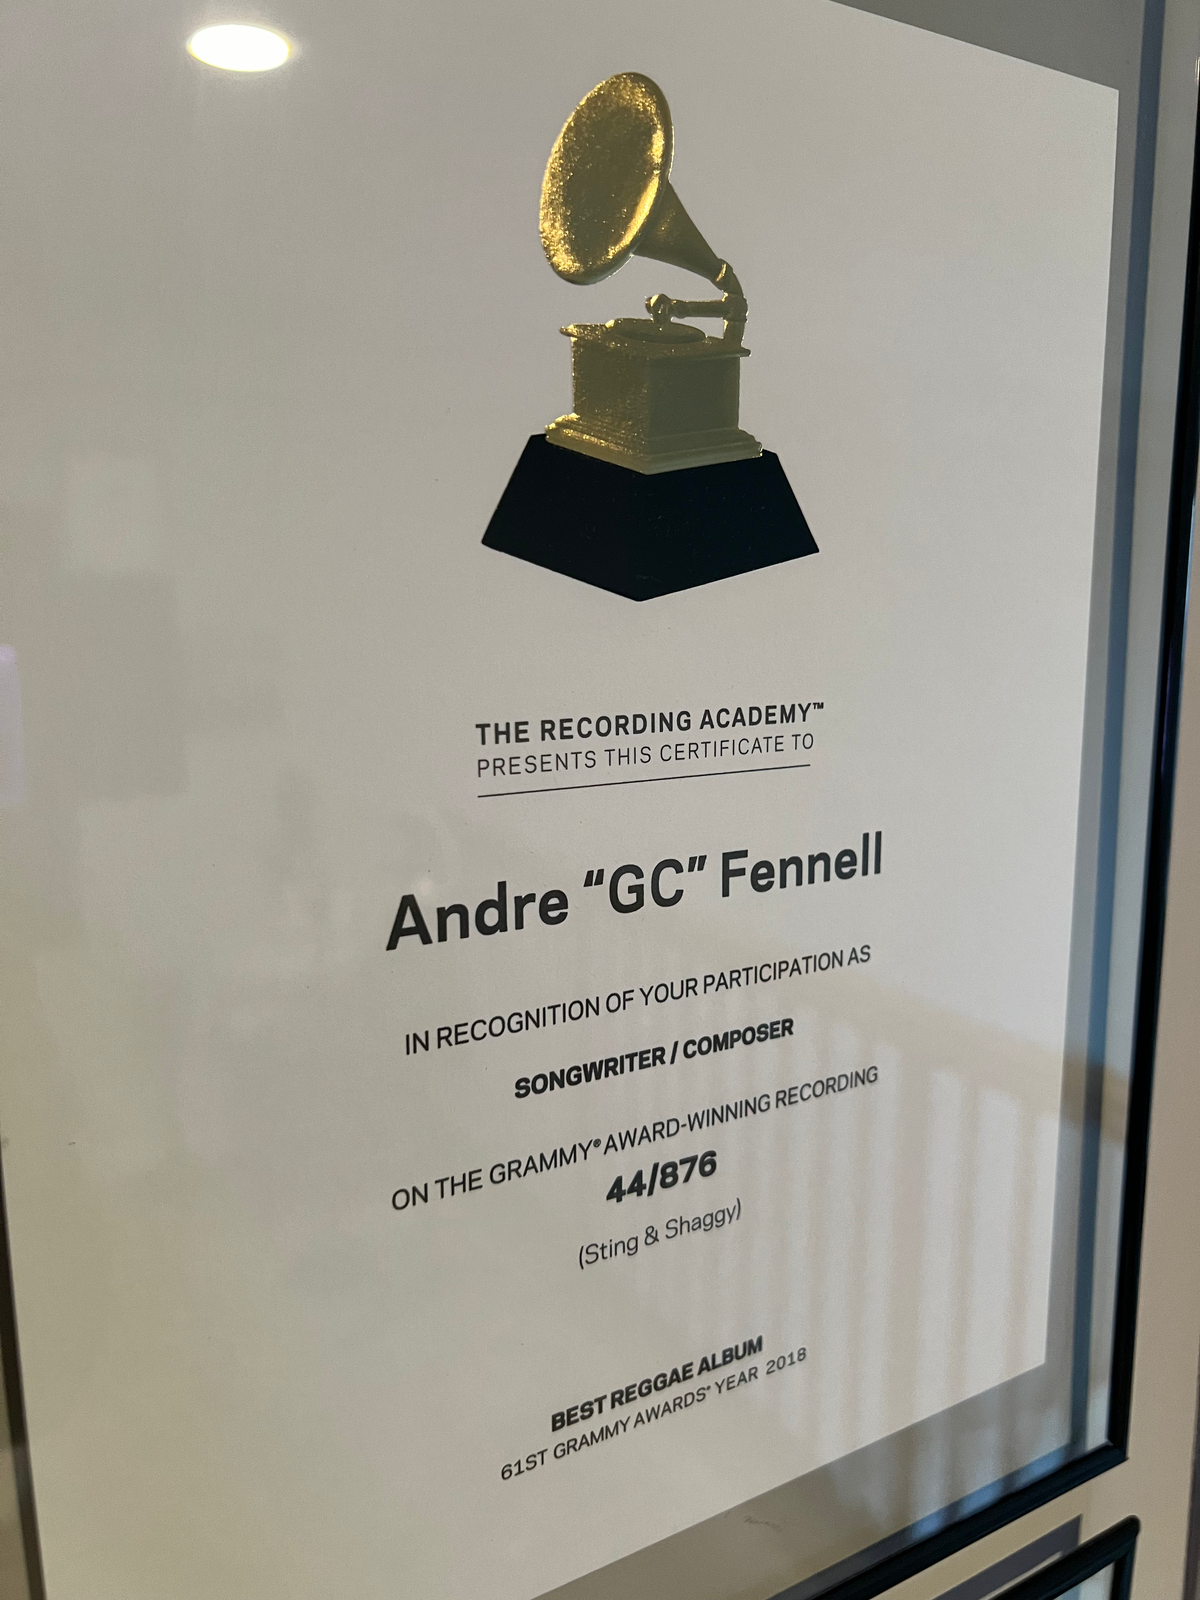 THE RECORDING ACADEMY™
PRESENTS THIS CERTIFICATE TO
Andre “GC” Fennell
IN RECOGNITION OF YOUR PARTICIPATION AS
SONGWRITER / COMPOSER
ON THE GRAMMY® AWARD-WINNING RECORDING
44/876
(Sting & Shaggy)
BEST REGGAE ALBUM
61ST GRAMMY AWARDS® YEAR 2018